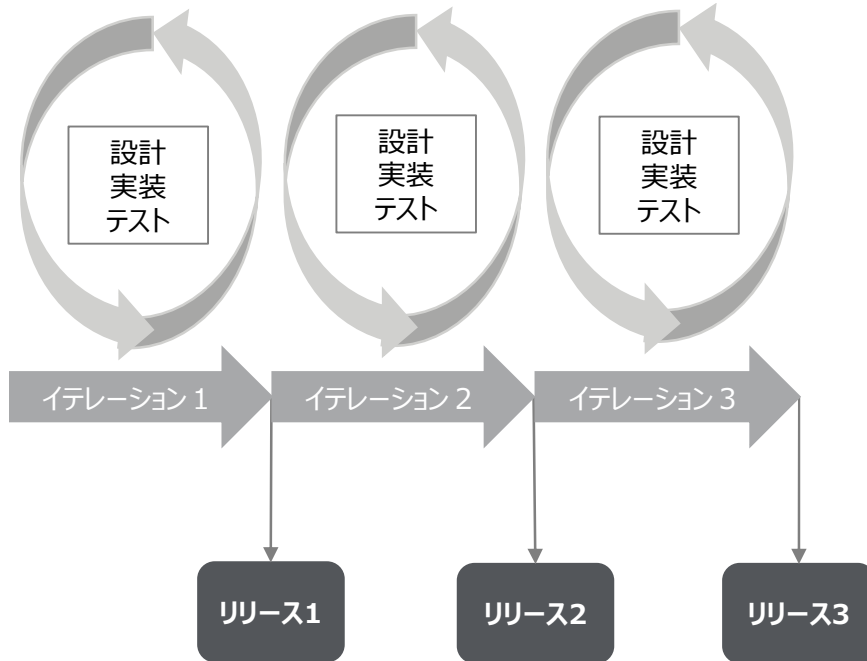 設計
実装
テスト
設計
実装
テスト
設計
実装
テスト
イテレーション 1
イテレーション 2
イテレーション 3
リリース1
リリース2
リリース3